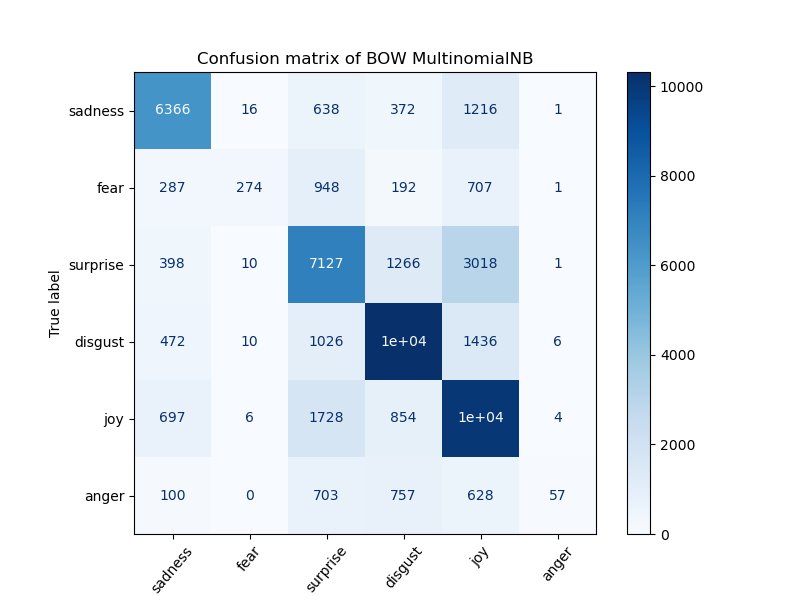 Confusion matrix of BOW MultinomialNB
True label
sadness 6366 16 638 372 1216 1
fear 287 274 948 192 707 1
surprise 398 10 7127 1266 3018 1
disgust 472 10 1026 1e+04 1436 6
joy 697 6 1728 854 1e+04 4
anger 100 0 703 757 628 57
sadness fear surprise disgust joy anger
10000
8000
6000
4000
2000
0